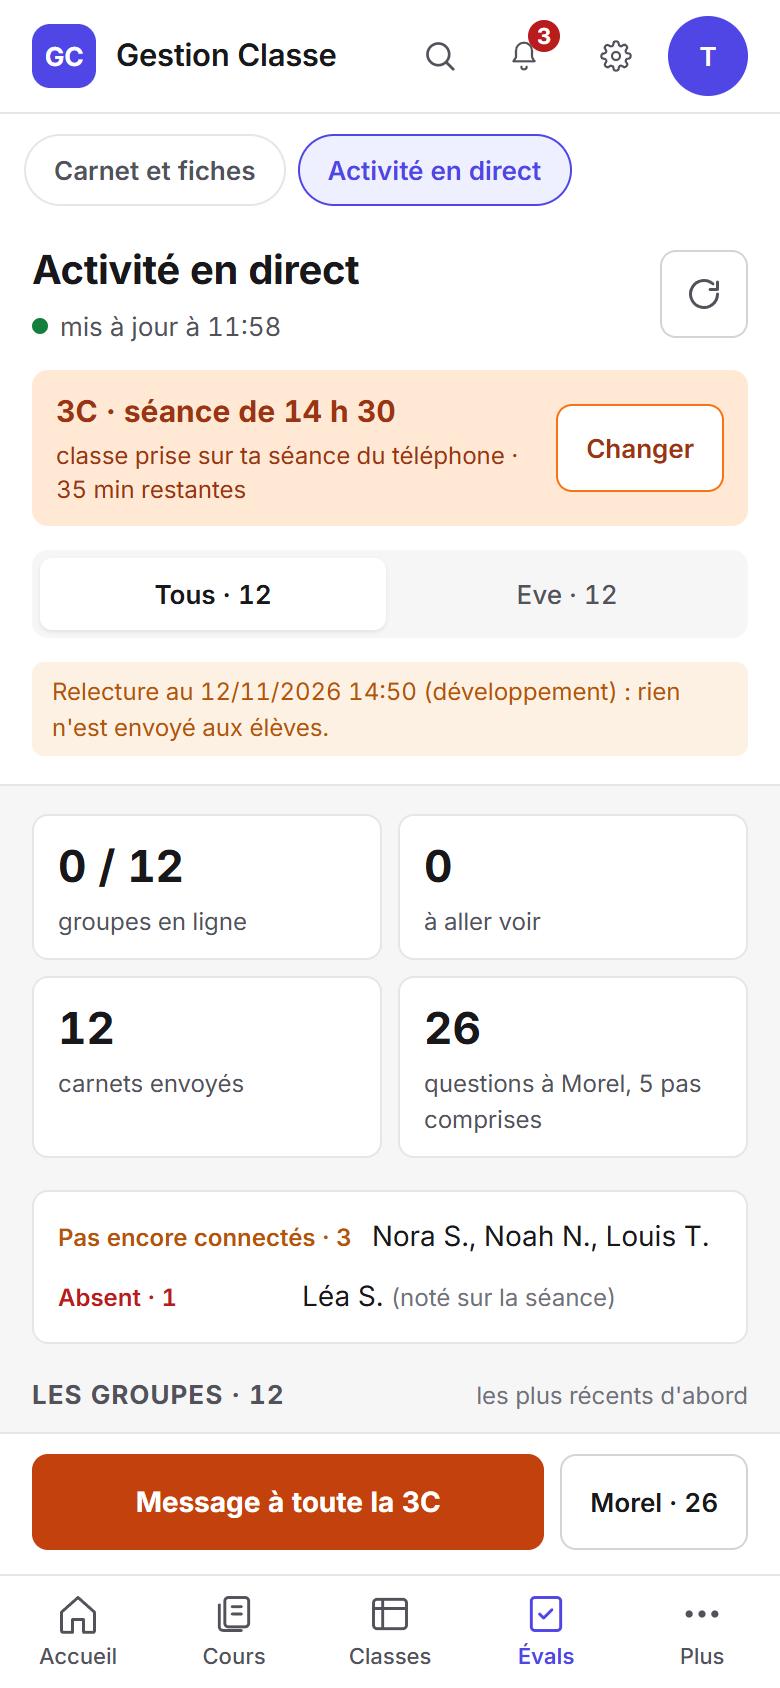 GC Gestion Classe 3 T
Carnet et fiches Activité en direct
Activité en direct
mis à jour à 11:58
3C · séance de 14 h 30
classe prise sur ta séance du téléphone ·
35 min restantes
Changer
Tous · 12 Eve · 12
Relecture au 12/11/2026 14:50 (développement) : rien
n'est envoyé aux élèves.
0 / 12
groupes en ligne
0
à aller voir
12
carnets envoyés
26
questions à Morel, 5 pas
comprises
Pas encore connectés · 3 Nora S., Noah N., Louis T.
Absent · 1 Léa S. (noté sur la séance)
LES GROUPES · 12 les plus récents d'abord
Message à toute la 3C Morel · 26
Accueil Cours Classes Évals Plus